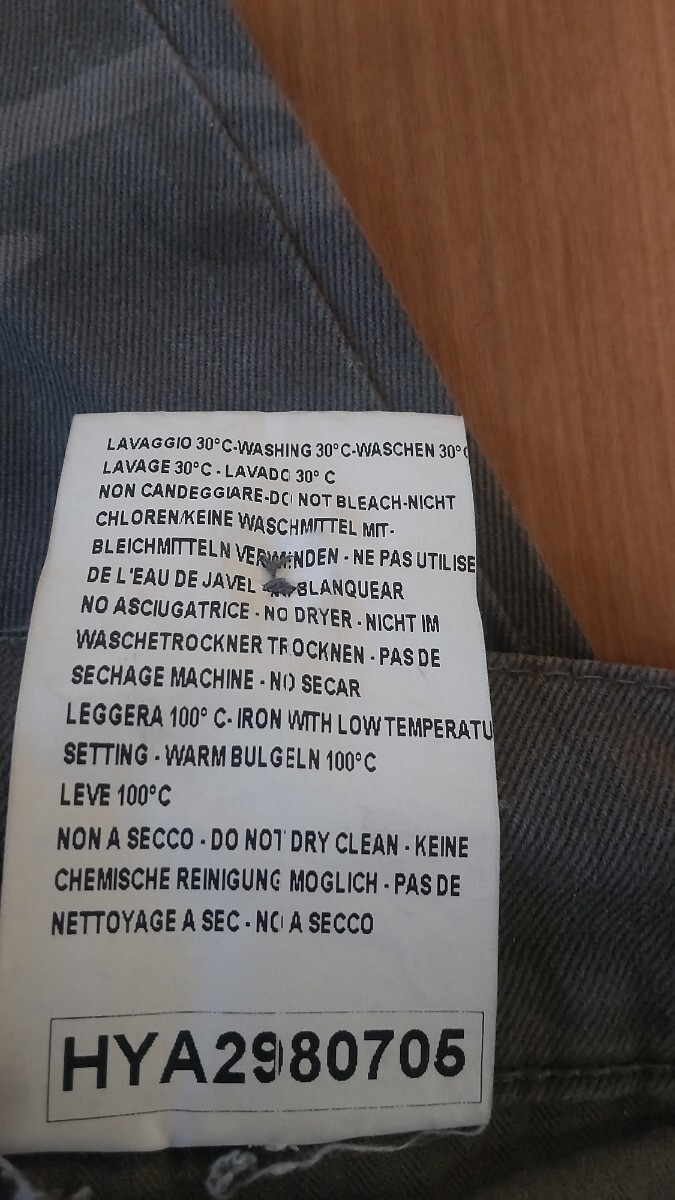 LAVAGGIO 30°C-WASHING 30°C-WASCHEN 30°C
LAVAGE 30°C - LAVADO 30° C
NON CANDEGGIARE-DO NOT BLEACH-NICHT
CHLOREN/KEINE WASCHMITTEL MIT-
BLEICHMITTELN VERWENDEN - NE PAS UTILISE
DE L'EAU DE JAVEL BLANQUEAR
NO ASCIUGATRICE - NO DRYER - NICHT IM
WASCHETROCKNER TROCKNEN - PAS DE
SECHAGE MACHINE - NO SECAR
LEGGERA 100° C- IRON WITH LOW TEMPERATU
SETTING - WARM BULGELN 100°C
LEVE 100°C
NON A SECCO - DO NOT DRY CLEAN - KEINE
CHEMISCHE REINIGUNG MOGLICH - PAS DE
NETTOYAGE A SEC - NO A SECCO
HYA2980705